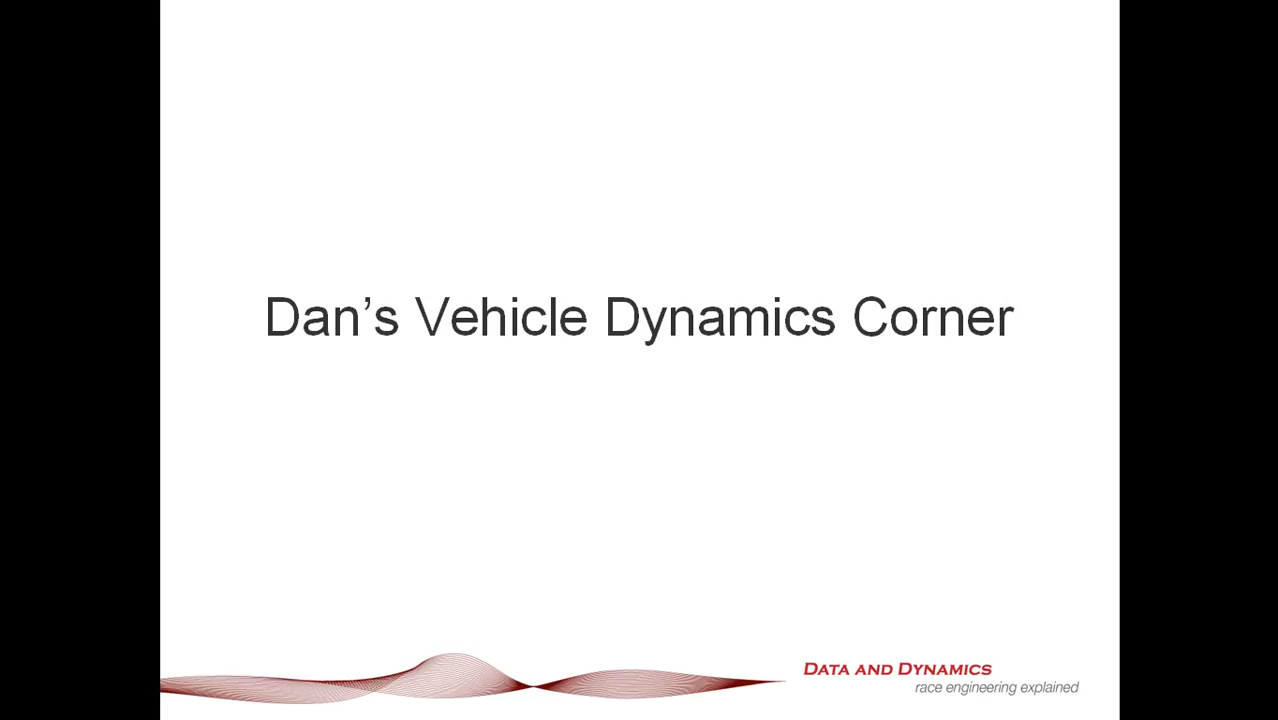 Dan’s Vehicle Dynamics Corner
DATA AND DYNAMICS
race engineering explained